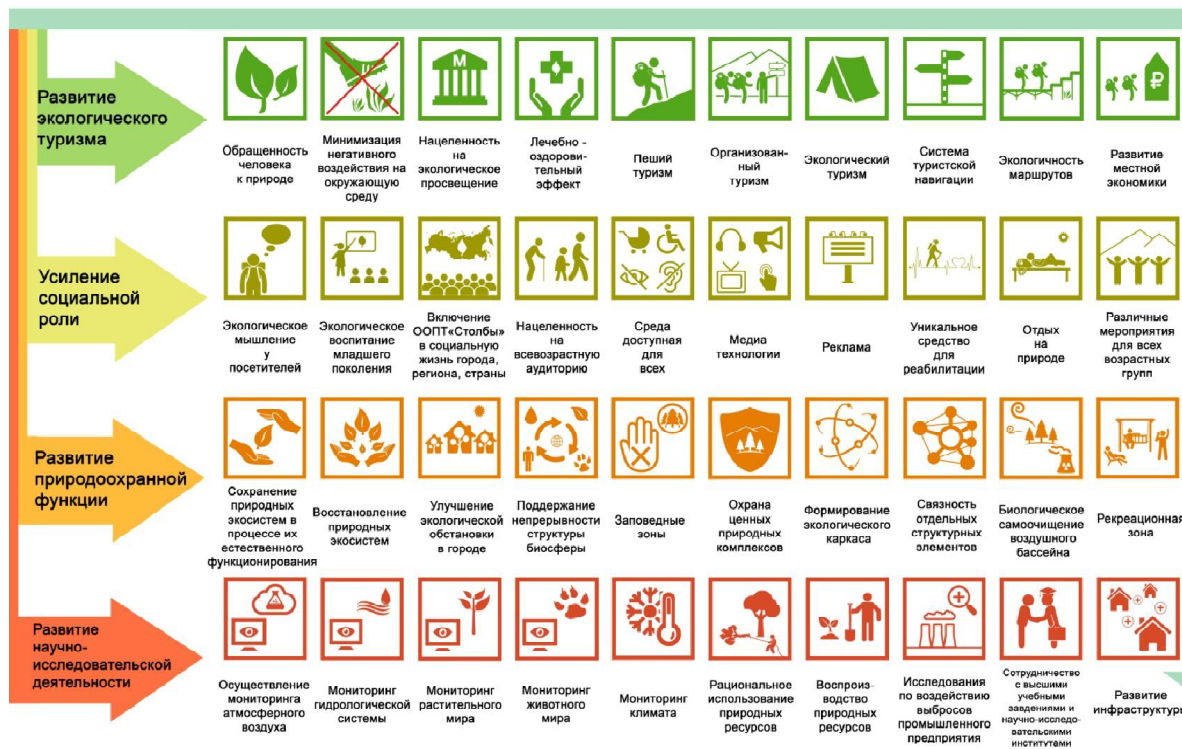 Развитие
экологического
туризма
М
₽
Обращенность
человека
к природе
Минимизация
негативного
воздействия на
окружающую
среду
Нацеленность
на
экологическое
просвещение
Лечебно -
оздорови-
тельный
эффект
Пеший
туризм
Организован-
ный
туризм
Экологический
туризм
Система
туристской
навигации
Экологичность
маршрутов
Развитие
местной
экономики
Усиление
социальной
роли
Экологическое
мышление
у
посетителей
Экологическое
воспитание
младшего
поколения
Включение
ООПТ«Столбы»
в социальную
жизнь города,
региона, страны
Нацеленность
на
всевозрастную
аудиторию
Среда
доступная
для
всех
Медиа
технологии
Реклама
Уникальное
средство
для
реабилитации
Отдых
на
природе
Различные
мероприятия
для всех
возрастных
групп
Развитие
природоохранной
функции
Сохранение
природных
экосистем в
процессе их
естественного
функционирования
Восстановление
природных
экосистем
Улучшение
экологической
обстановки
в городе
Поддержание
непрерывности
структуры
биосферы
Заповедные
зоны
Охрана
ценных
природных
комплексов
Формирование
экологического
каркаса
Связность
отдельных
структурных
элементов
Биологическое
самоочищение
воздушного
бассейна
Рекреационная
зона
Развитие
научно-
исследовательской
деятельности
Осуществление
мониторинга
атмосферного
воздуха
Мониторинг
гидрологической
системы
Мониторинг
растительного
мира
Мониторинг
животного
мира
Мониторинг
климата
Рациональное
использование
природных
ресурсов
Воспроиз-
водство
природных
ресурсов
Исследования
по воздействию
выбросов
промышленного
предприятия
Сотрудничество
с высшими
учебными
заведениями и
научно-исследо-
вательскими
институтами
Развитие
инфраструктуры